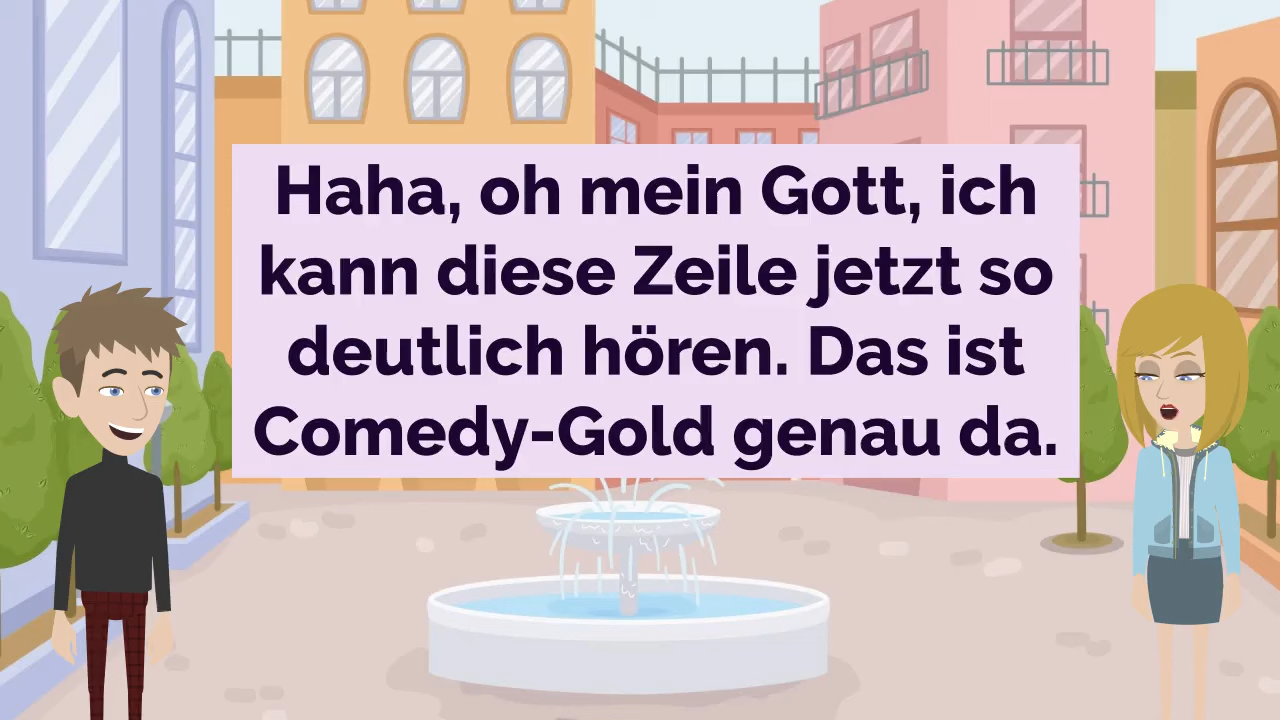 Haha, oh mein Gott, ich
kann diese Zeile jetzt so
deutlich hören. Das ist
Comedy-Gold genau da.